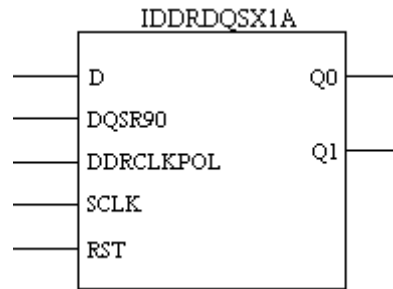 IDDRDQSX1A
D
Q0
DQSR90
DDRCLKPOL
Q1
SCLK
RST